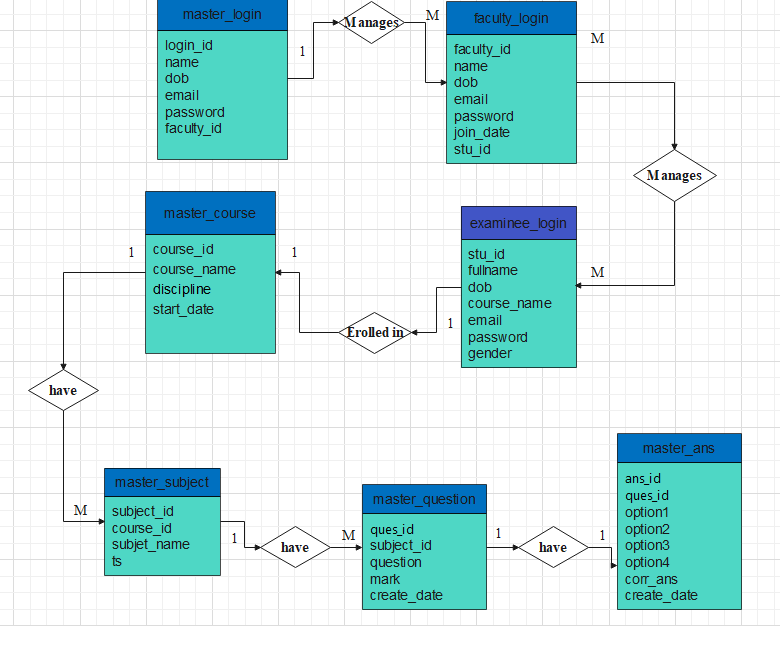 master_login
login_id
name
dob
email
password
faculty_id
1
Manages
M
faculty_login
faculty_id
name
dob
email
password
join_date
stu_id
M
Manages
M
examinee_login
stu_id
fullname
dob
course_name
email
password
gender
1
Erolled in
1
master_course
course_id
course_name
discipline
start_date
1
have
M
master_subject
subject_id
course_id
subjet_name
ts
1
have
M
master_question
ques_id
subject_id
question
mark
create_date
1
have
1
master_ans
ans_id
ques_id
option1
option2
option3
option4
corr_ans
create_date